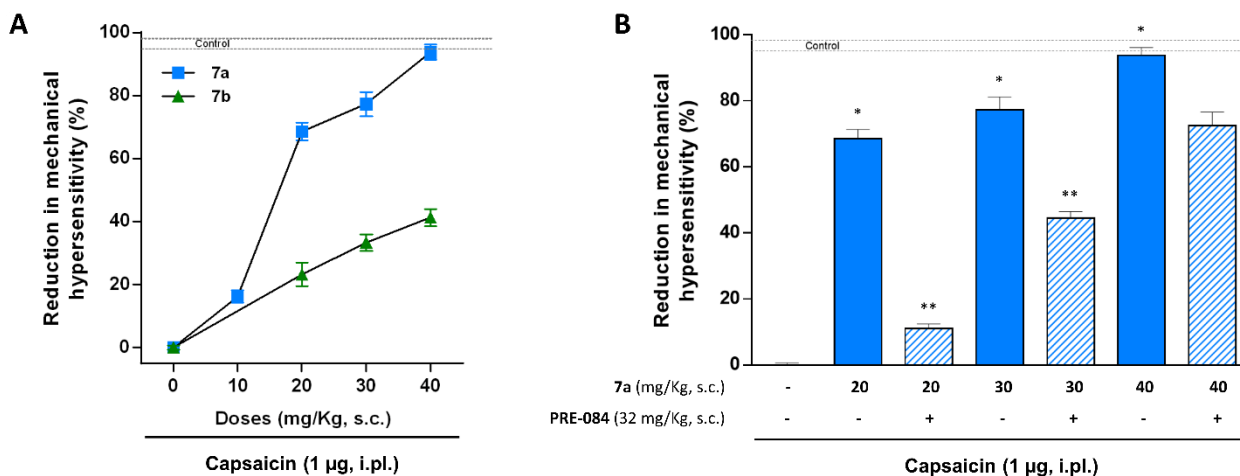 A
Reduction in mechanical
hypersensitivity (%)
100
80
60
40
20
0
Control
7a
7b
0 10 20 30 40
Doses (mg/Kg, s.c.)
Capsaicin (1 µg, i.pl.)
B
Reduction in mechanical
hypersensitivity (%)
100
80
60
40
20
0
Control
* ** * ** *
7a (mg/Kg, s.c.) - 20 20 30 30 40 40
PRE-084 (32 mg/Kg, s.c.) - - + - + - +
Capsaicin (1 µg, i.pl.)